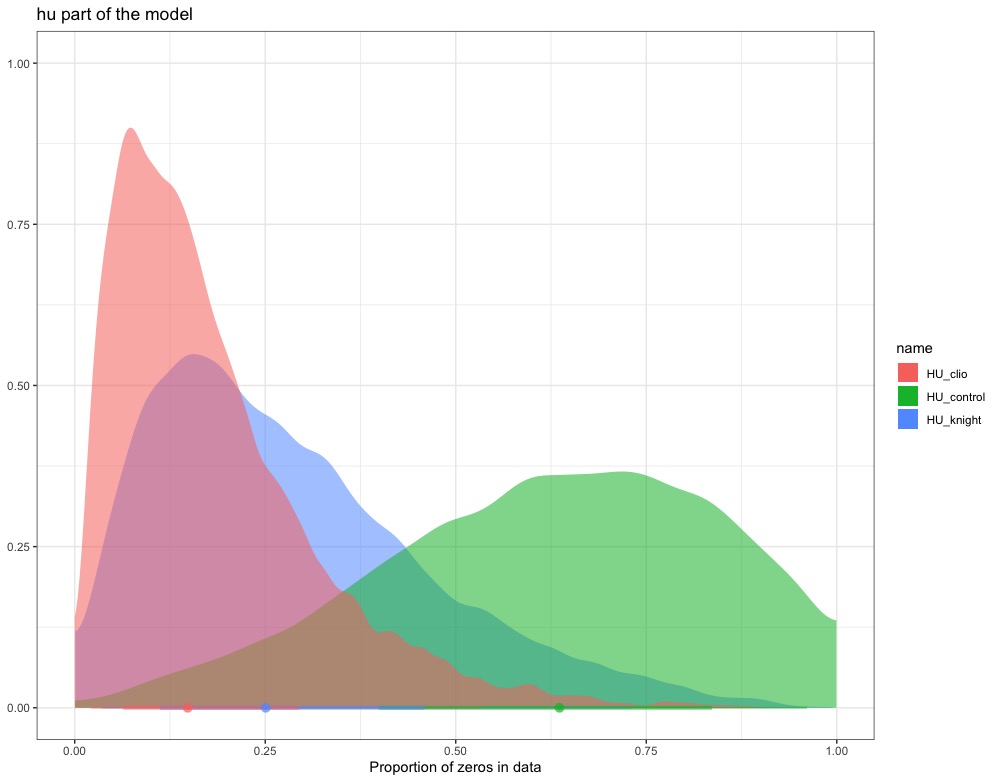 hu part of the model
1.00
0.75
0.50
0.25
0.00
0.00 0.25 0.50 0.75 1.00
Proportion of zeros in data
name
HU_clio
HU_control
HU_knight